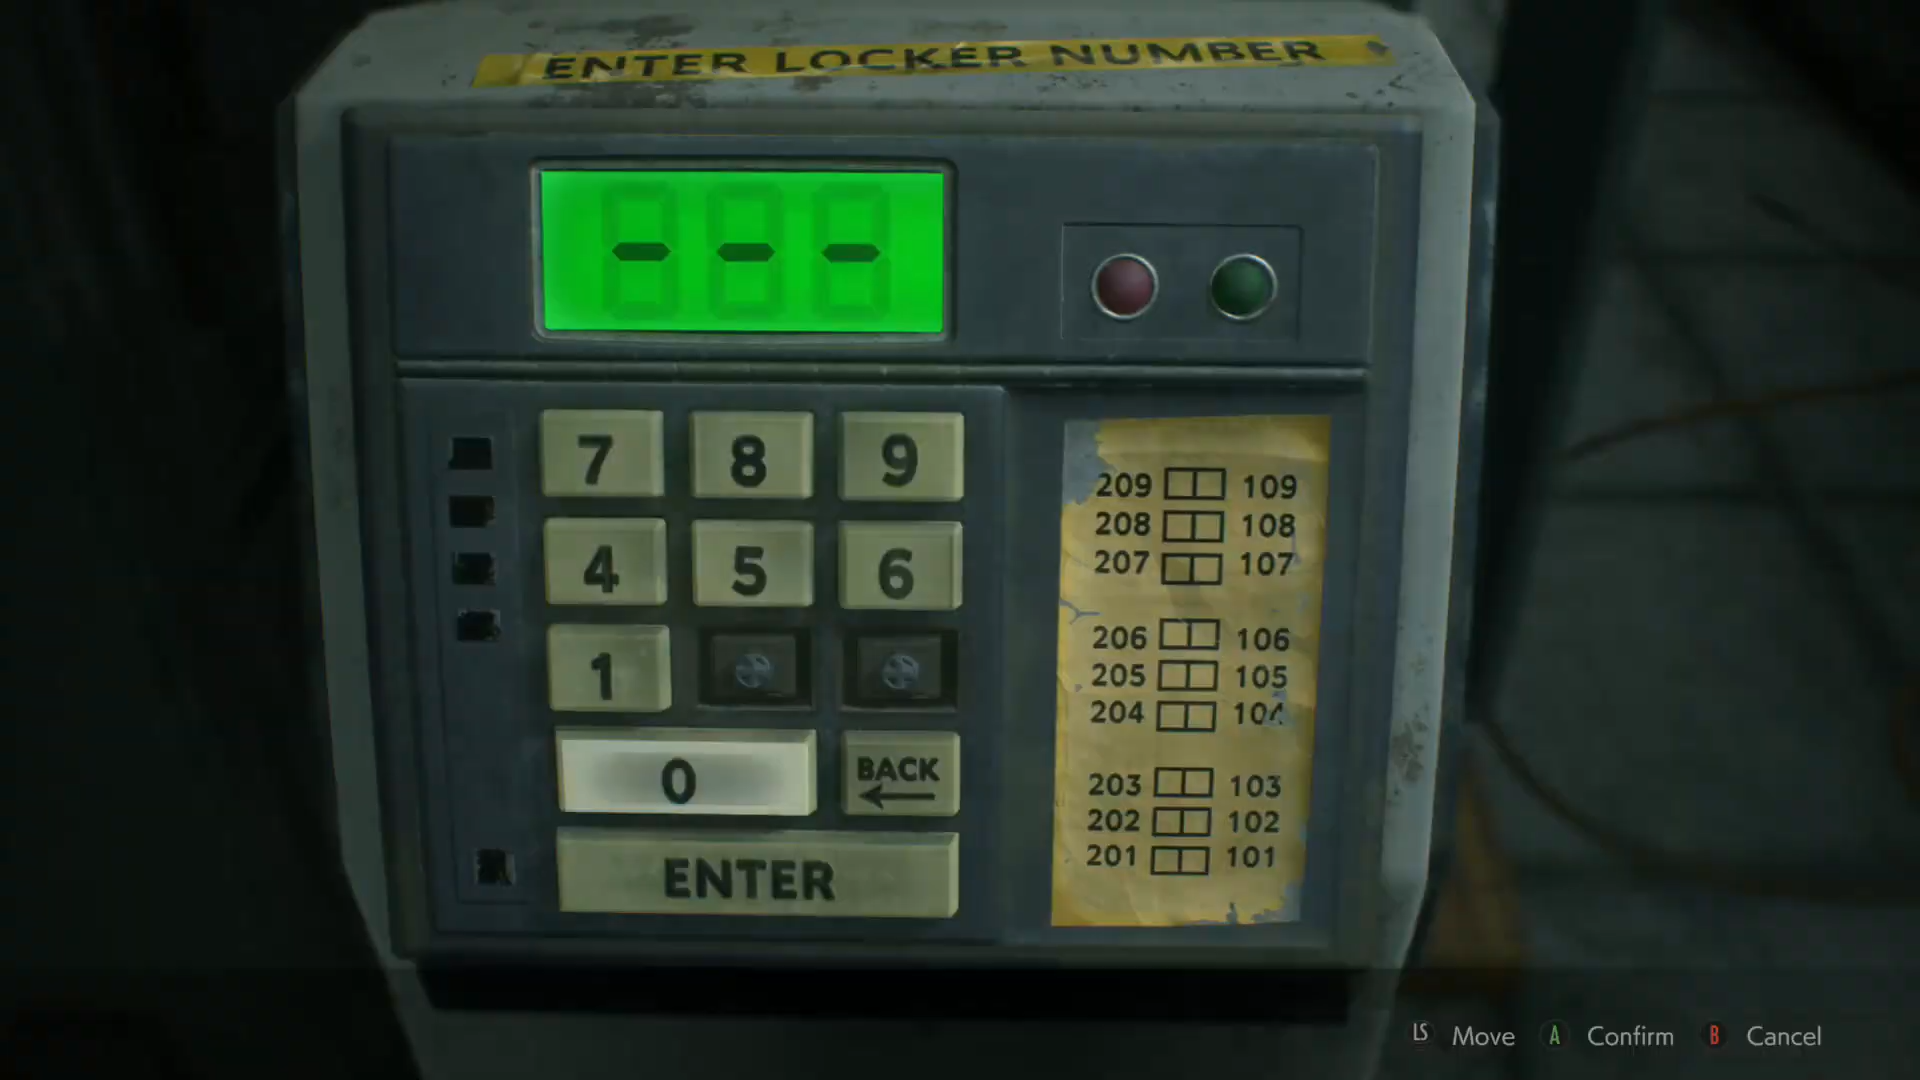 ENTER LOCKER NUMBER
- - -
7 8 9
4 5 6
1
0 BACK
ENTER
209 109
208 108
207 107
206 106
205 105
204 104
203 103
202 102
201 101
LS Move A Confirm B Cancel